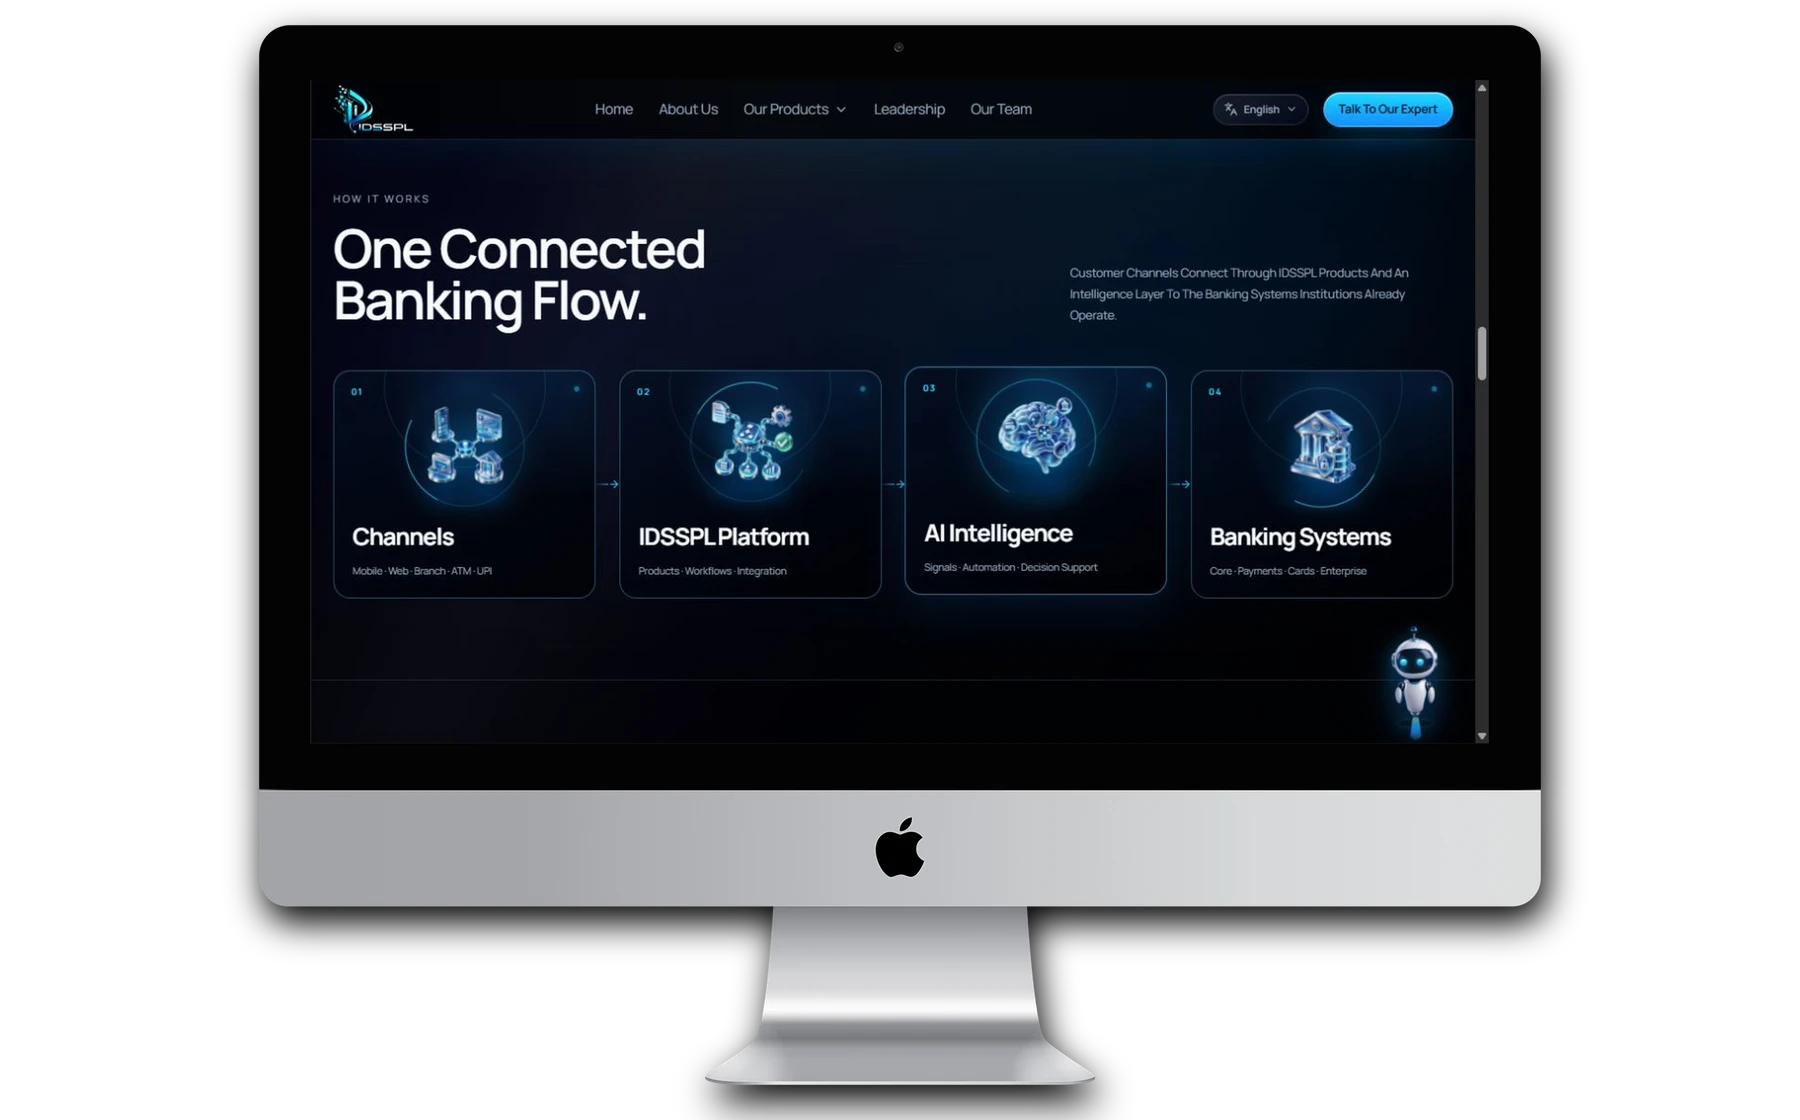 IDSSPL
Home
About Us
Our Products
Leadership
Our Team
English
Talk To Our Expert
HOW IT WORKS
One Connected
Banking Flow.
Customer Channels Connect Through IDSSPL Products And An
Intelligence Layer To The Banking Systems Institutions Already
Operate.
01
Channels
Mobile · Web · Branch · ATM · UPI
02
IDSSPL Platform
Products · Workflows · Integration
03
AI Intelligence
Signals · Automation · Decision Support
04
Banking Systems
Core · Payments · Cards · Enterprise